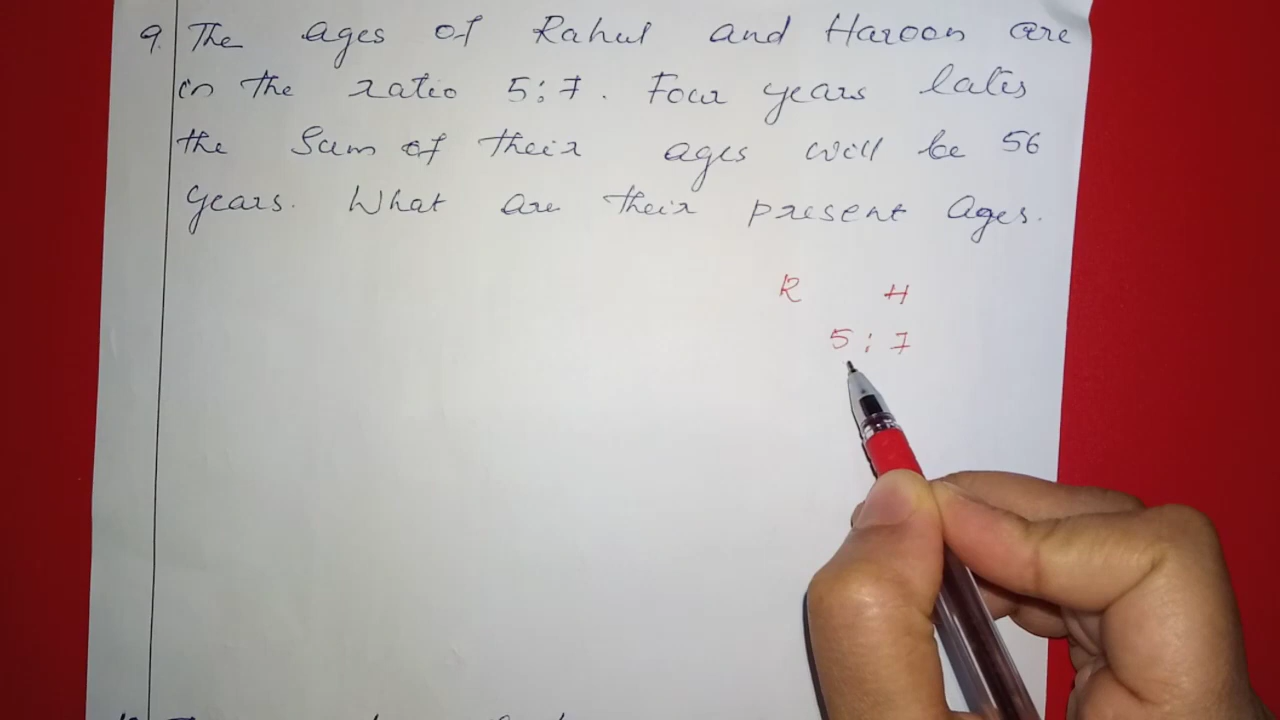 9. The ages of Rahul and Haroon are
in the ratio 5:7. Four years later
the Sum of their ages will be 56
years. What are their present ages.
R H
5 : 7